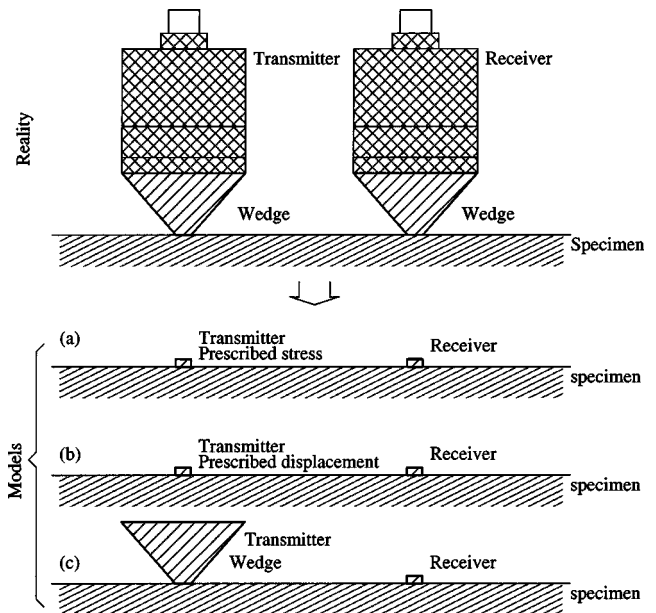 Transmitter
Receiver
Reality
Wedge
Wedge
Specimen
Models
(a)
Transmitter
Prescribed stress
Receiver
specimen
(b)
Transmitter
Prescribed displacement
Receiver
specimen
(c)
Transmitter
Wedge
Receiver
specimen